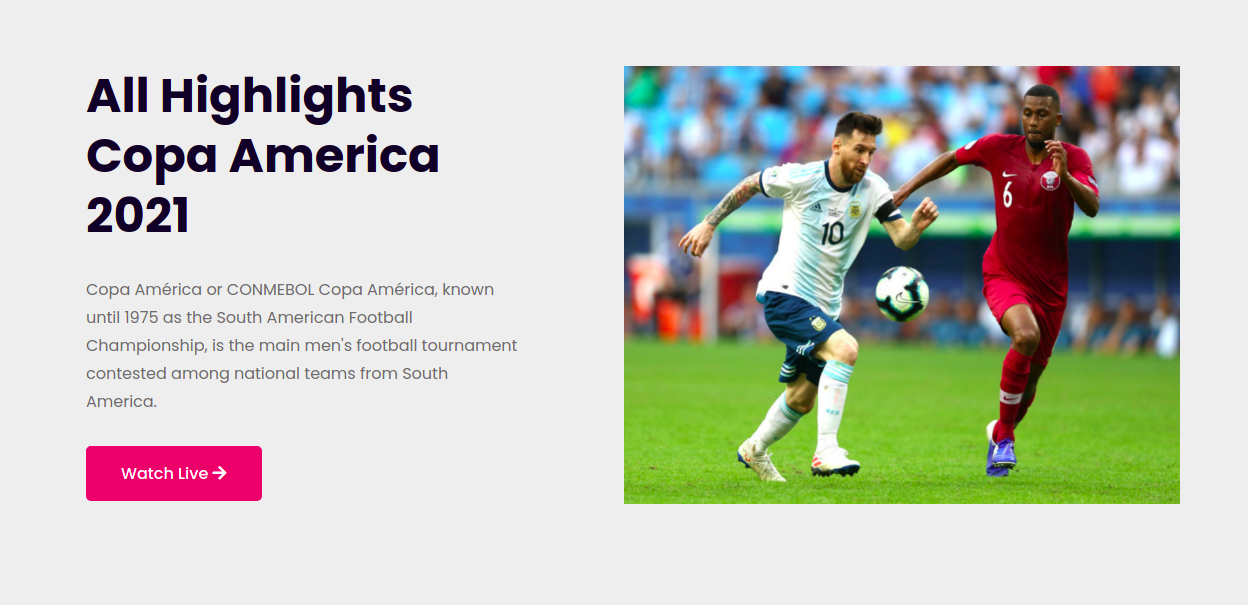 All Highlights
Copa America
2021
Copa América or CONMEBOL Copa América, known
until 1975 as the South American Football
Championship, is the main men's football tournament
contested among national teams from South
America.
Watch Live
10
6